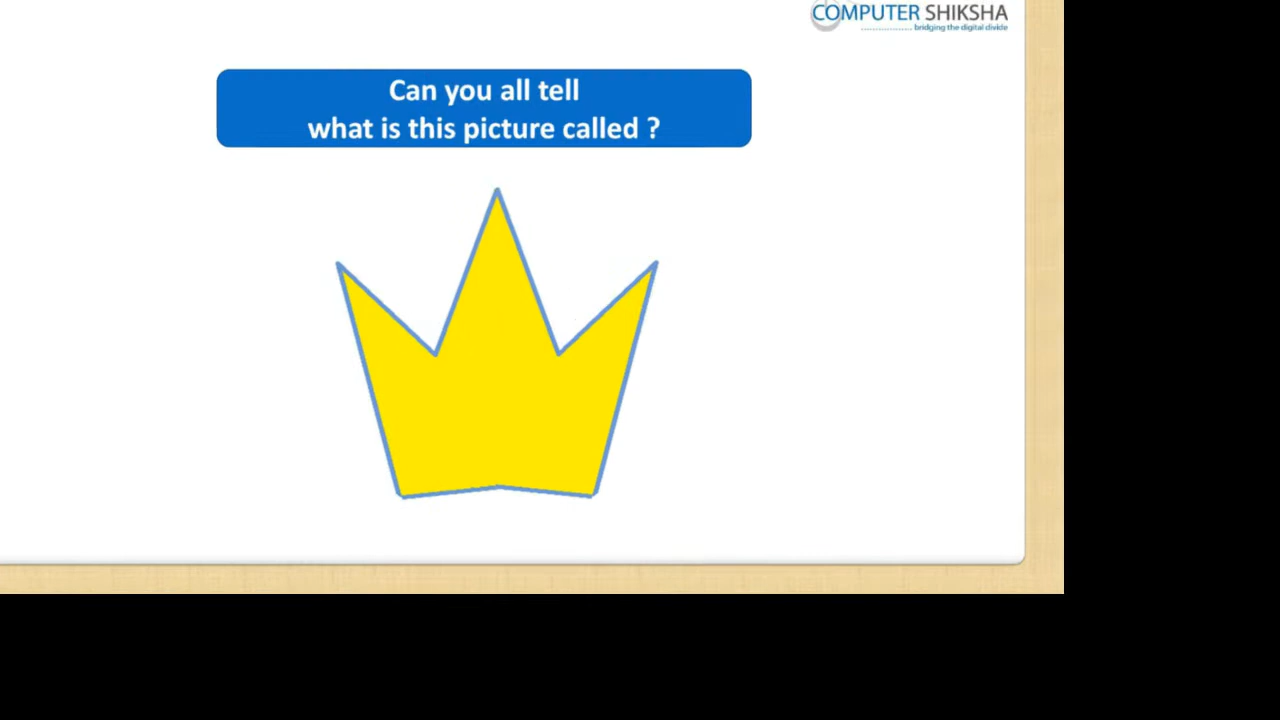 COMPUTER SHIKSHA
bridging the digital divide
Can you all tell
what is this picture called ?